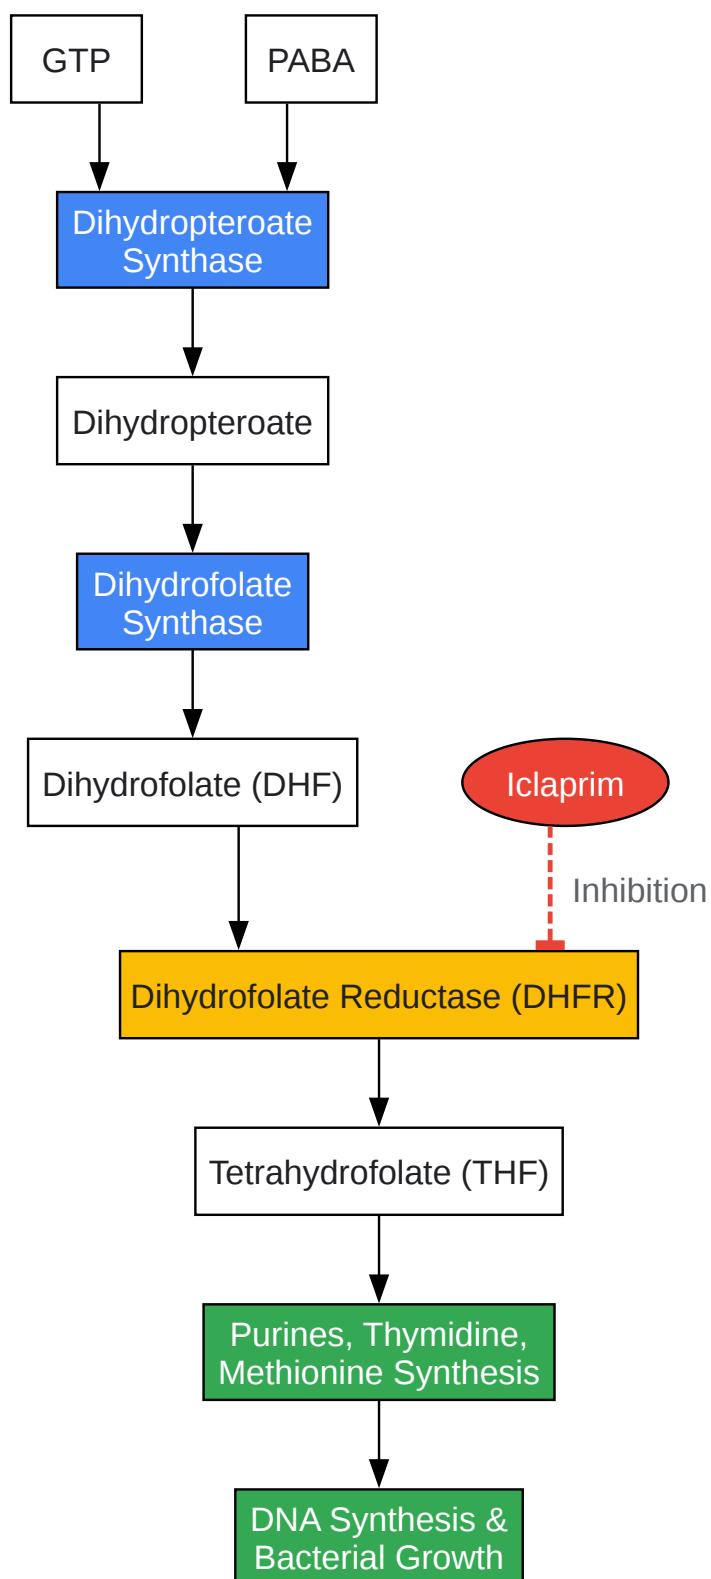 GTP
PABA
Dihydropteroate
Synthase
Dihydropteroate
Dihydrofolate
Synthase
Dihydrofolate (DHF)
Iclaprim
Inhibition
Dihydrofolate Reductase (DHFR)
Tetrahydrofolate (THF)
Purines, Thymidine,
Methionine Synthesis
DNA Synthesis &
Bacterial Growth